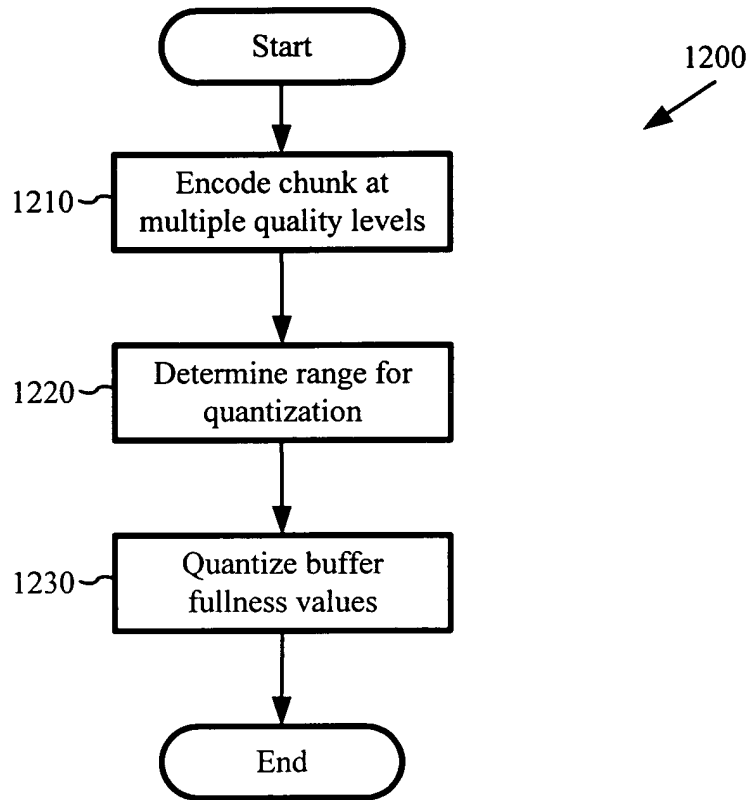 Start
1200
1210
Encode chunk at
multiple quality levels
1220
Determine range for
quantization
1230
Quantize buffer
fullness values
End